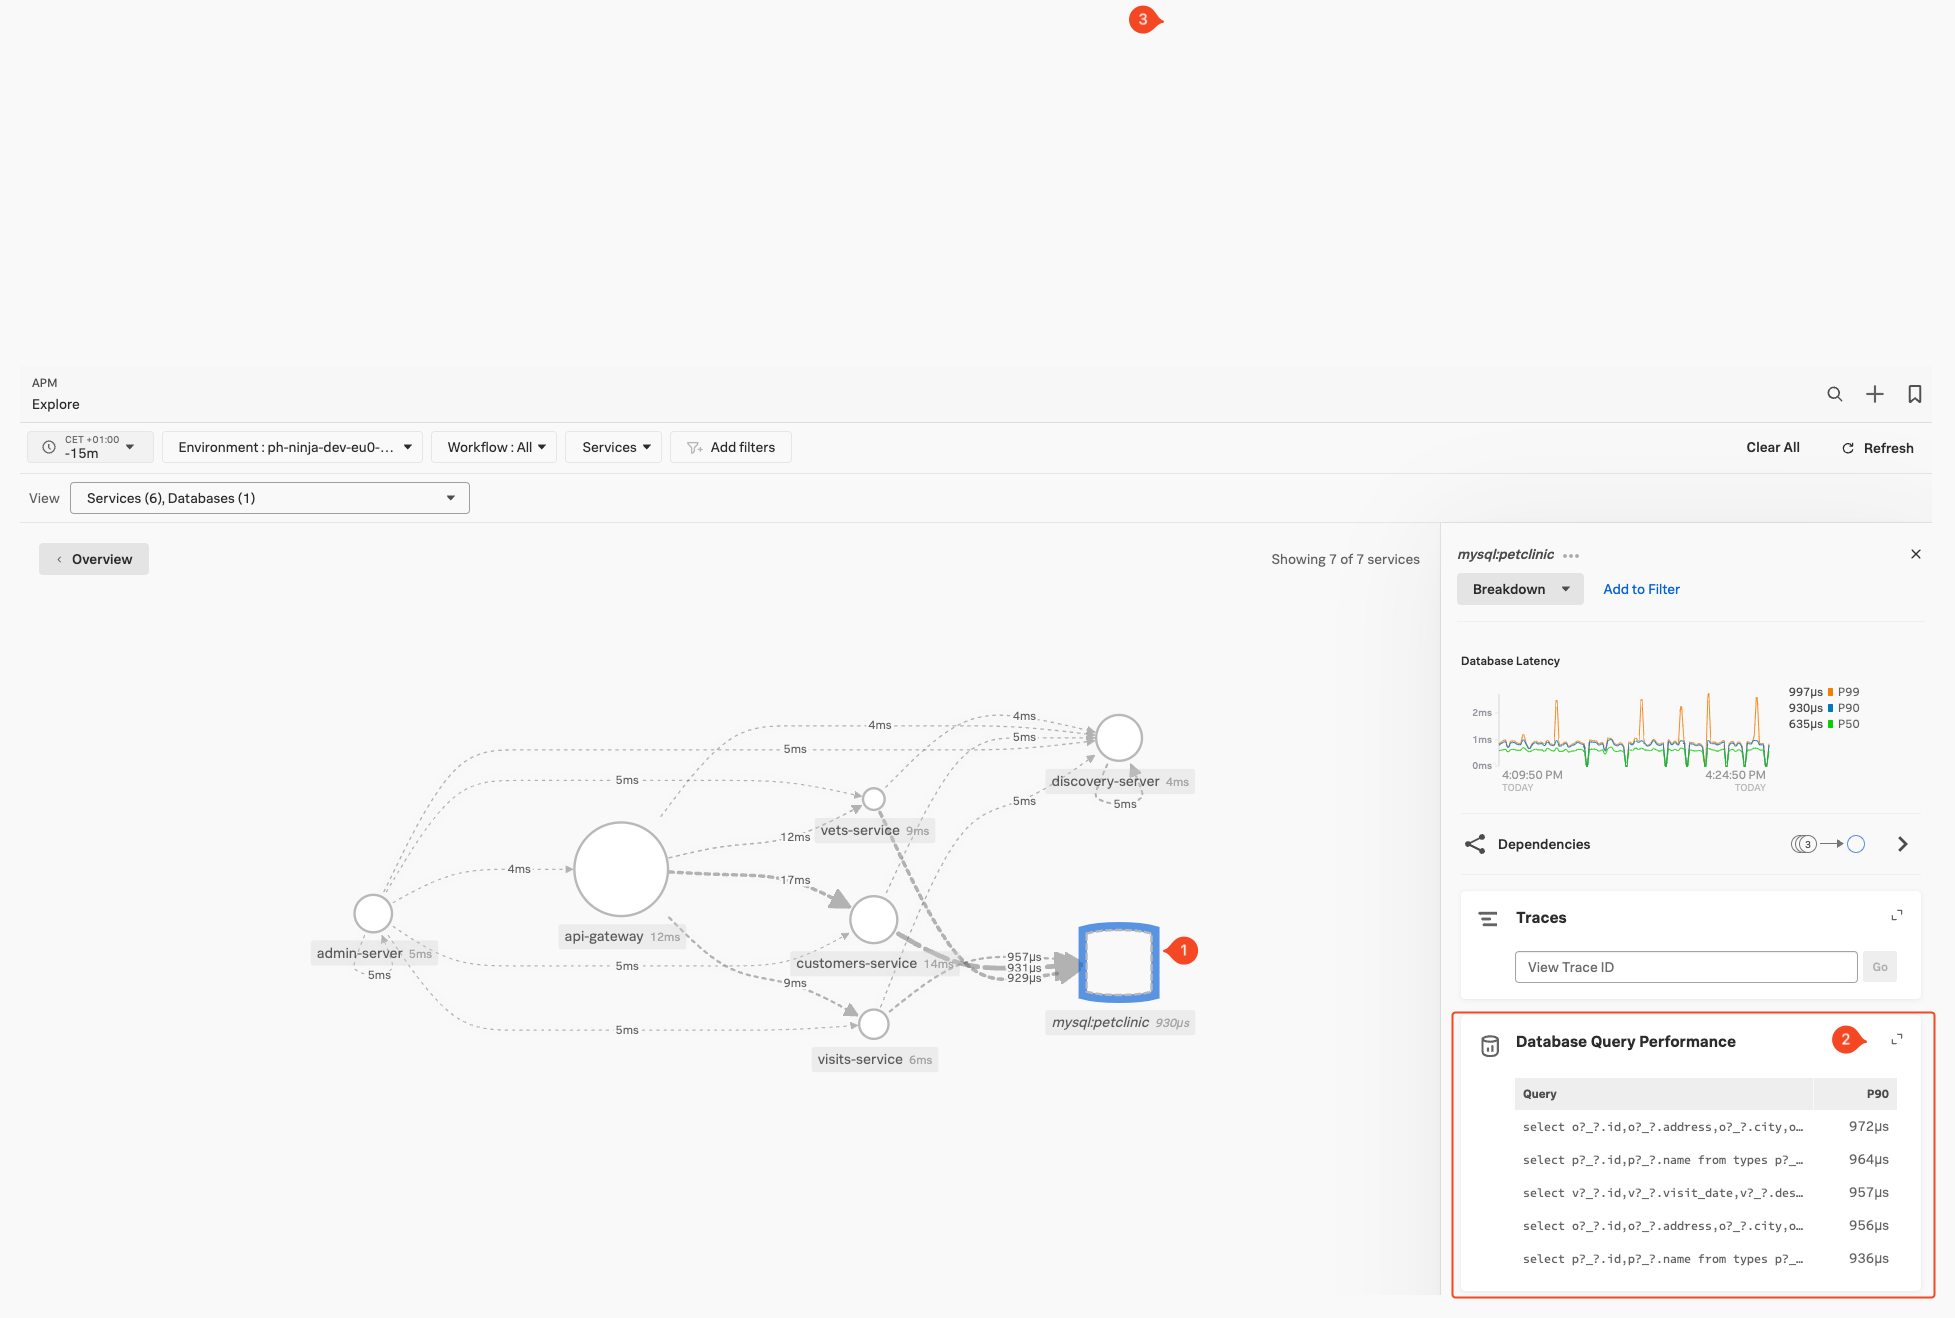 3
APM
Explore
CET +01:00
-15m
Environment : ph-ninja-dev-eu0-...
Workflow : All
Services
Add filters
Clear All
Refresh
View
Services (6), Databases (1)
Overview
Showing 7 of 7 services
mysql:petclinic
Breakdown
Add to Filter
Database Latency
2ms
1ms
0ms
4:09:50 PM
TODAY
4:24:50 PM
TODAY
997µs P99
930µs P90
635µs P50
Dependencies
3
Traces
View Trace ID
Go
Database Query Performance
2
Query P90
select o?_?.id,o?_?.address,o?_?.city,o… 972µs
select p?_?.id,p?_?.name from types p?_… 964µs
select v?_?.id,v?_?.visit_date,v?_?.des… 957µs
select o?_?.id,o?_?.address,o?_?.city,o… 956µs
select p?_?.id,p?_?.name from types p?_… 936µs
4ms
4ms
5ms
5ms
5ms
discovery-server 4ms
5ms
5ms
vets-service 9ms
12ms
4ms
17ms
api-gateway 12ms
admin-server 5ms
5ms
5ms
customers-service 14ms
957µs
931µs
929µs
1
9ms
mysql:petclinic 930µs
5ms
visits-service 6ms